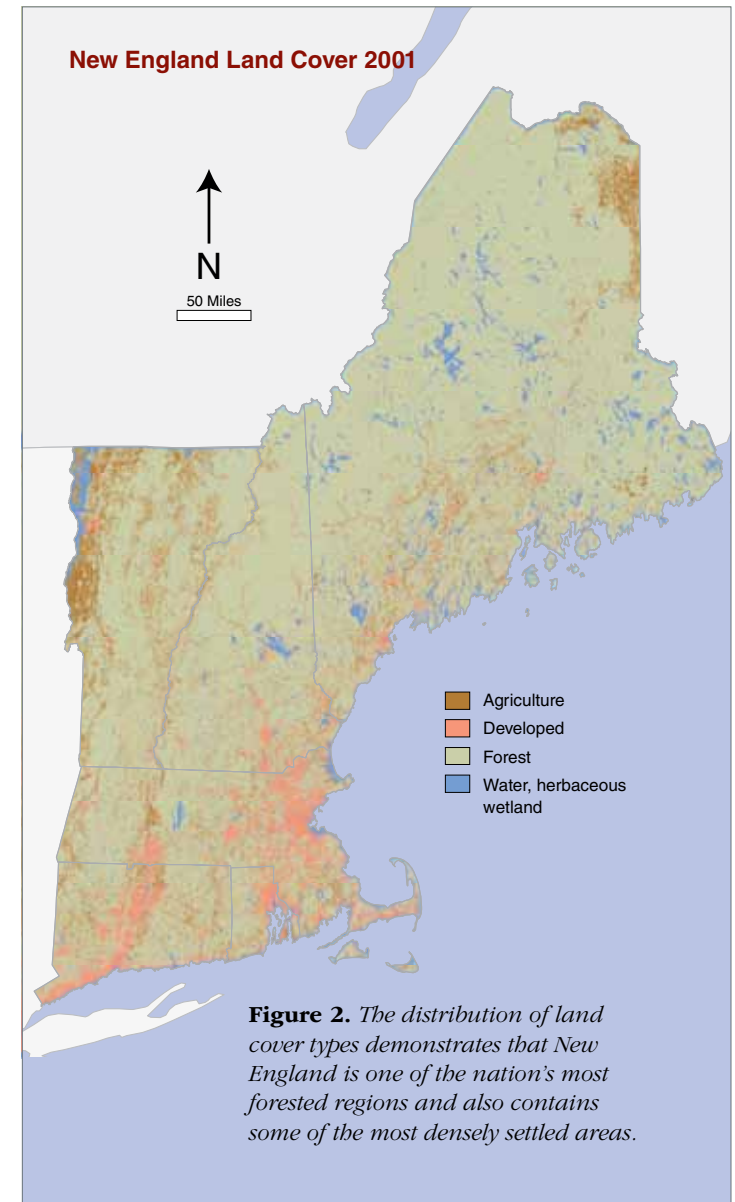 New England Land Cover 2001
N
50 Miles
Agriculture
Developed
Forest
Water, herbaceous
wetland
Figure 2. The distribution of land
cover types demonstrates that New
England is one of the nation's most
forested regions and also contains
some of the most densely settled areas.